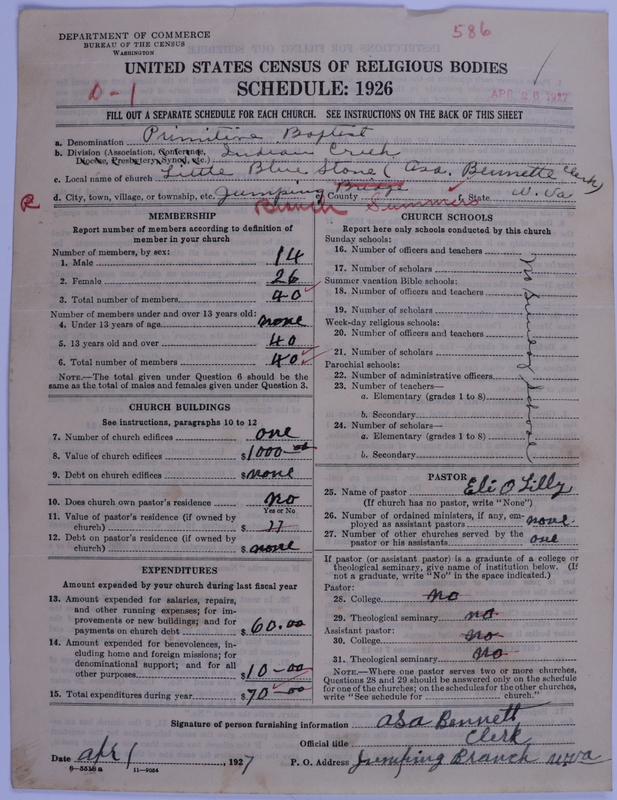 586
DEPARTMENT OF COMMERCE
BUREAU OF THE CENSUS
WASHINGTON
UNITED STATES CENSUS OF RELIGIOUS BODIES
SCHEDULE: 1926
0-1
APR 26 1927
FILL OUT A SEPARATE SCHEDULE FOR EACH CHURCH. SEE INSTRUCTIONS ON THE BACK OF THIS SHEET
a. Denomination Primitive Baptist
b. Division (Association, Conference, Diocese, Presbytery, Synod, etc.) Indian Creek
c. Local name of church Little Blue Stone (Asa. Bennette Clerk)
d. City, town, village, or township, etc. Jumping Bridge County, State W. Va
R Branch Summers
MEMBERSHIP
Report number of members according to definition of
member in your church
Number of members, by sex:
1. Male 14
2. Female 26
3. Total number of members 40
Number of members under and over 13 years old:
4. Under 13 years of age none
5. 13 years old and over 40
6. Total number of members 40
NOTE.—The total given under Question 6 should be
same as the total of males and females given under Question 3.
CHURCH BUILDINGS
See instructions, paragraphs 10 to 12
7. Number of church edifices one
8. Value of church edifices $1000-00
9. Debt on church edifices $none
10. Does church own pastor's residence no
Yes or No
11. Value of pastor's residence (if owned by
church) $ 11
12. Debt on pastor's residence (if owned by
church) $ none
EXPENDITURES
Amount expended by your church during last fiscal year
13. Amount expended for salaries, repairs,
and other running expenses; for im-
provements or new buildings; and for
payments on church debt $ 60.00
14. Amount expended for benevolences, in-
cluding home and foreign missions; for
denominational support; and for all
other purposes $10-00
15. Total expenditures during year $70-00
CHURCH SCHOOLS
Report here only schools conducted by this church
Sunday schools:
16. Number of officers and teachers
17. Number of scholars
Summer vacation Bible schools:
18. Number of officers and teachers
19. Number of scholars
Week-day religious schools:
20. Number of officers and teachers
21. Number of scholars
Parochial schools:
22. Number of administrative officers
23. Number of teachers—
a. Elementary (grades 1 to 8)
b. Secondary
24. Number of scholars—
a. Elementary (grades 1 to 8)
b. Secondary
PASTOR
25. Name of pastor Eli O Lilly
(If church has no pastor, write "None")
26. Number of ordained ministers, if any, em-
ployed as assistant pastors none
27. Number of other churches served by the
pastor or his assistants one
If pastor (or assistant pastor) is a graduate of a college or
theological seminary, give name of institution below. (If
not a graduate, write "No" in the space indicated.)
Pastor:
28. College no
29. Theological seminary no
Assistant pastor:
30. College no
31. Theological seminary no
NOTE.—Where one pastor serves two or more churches,
Questions 28 and 29 should be answered only on the schedule
for one of the churches; on the schedules for the other churches,
write "See schedule for church."
Signature of person furnishing information Asa Bennett
Official title Clerk
Date Apr 1, 1927 P. O. Address Jumping Branch W Va
8-5518a 11-9054